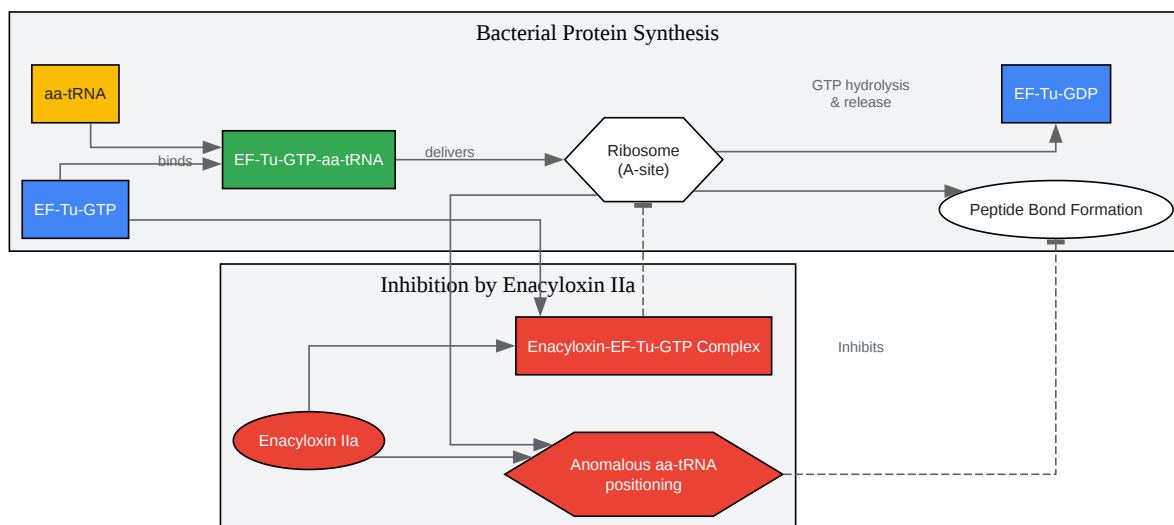 Bacterial Protein Synthesis
aa-tRNA
GTP hydrolysis
& release
EF-Tu-GDP
binds
EF-Tu-GTP-aa-tRNA
delivers
Ribosome
(A-site)
EF-Tu-GTP
Peptide Bond Formation
Inhibition by Enacyloxin IIa
Enacyloxin-EF-Tu-GTP Complex
Inhibits
Enacyloxin IIa
Anomalous aa-tRNA
positioning